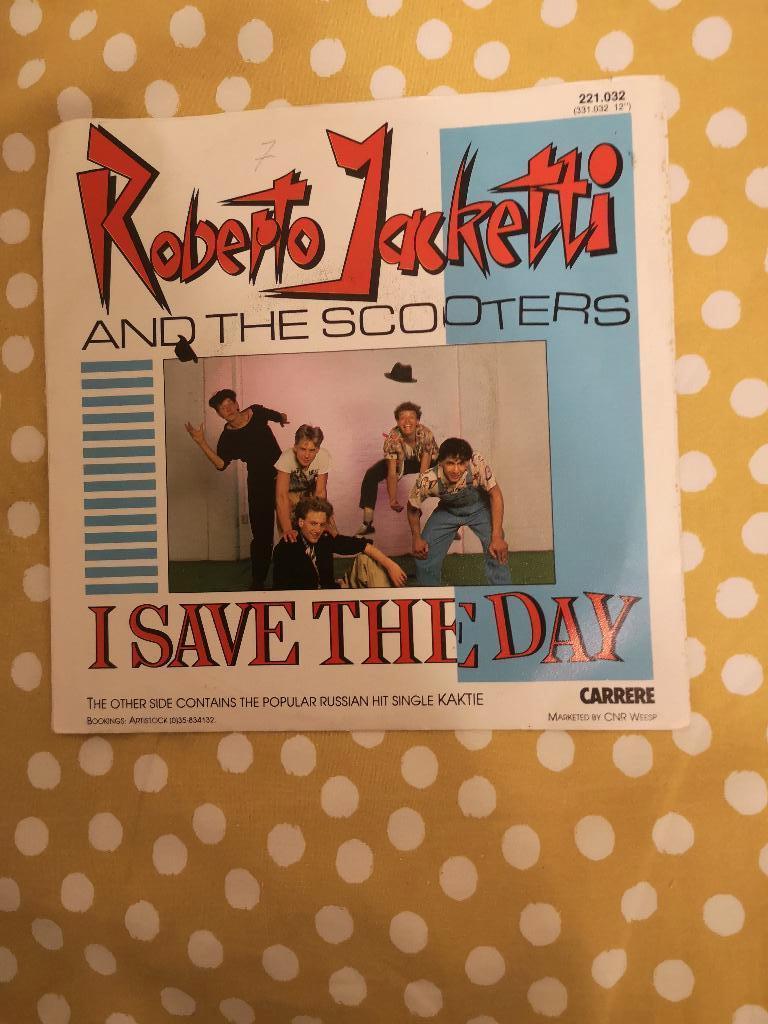 221.032
(331.032 12")
7
Roberto Jacketti
AND THE SCOOTERS
I SAVE THE DAY
THE OTHER SIDE CONTAINS THE POPULAR RUSSIAN HIT SINGLE KAKTIE
CARRERE
BOOKINGS: ARTISTOCK (0)35-834132.
MARKETED BY CNR WEESP